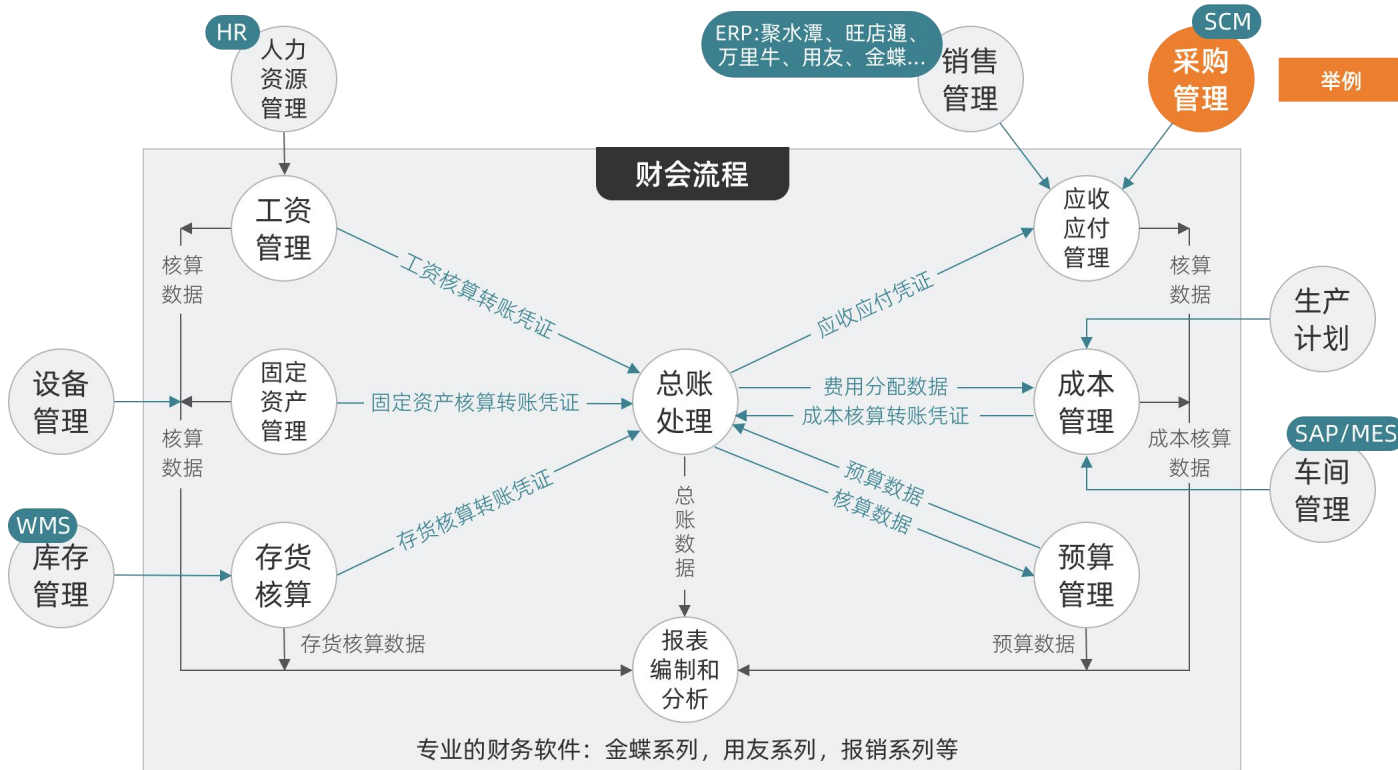 HR
人力
资源
管理
ERP:聚水潭、旺店通、
万里牛、用友、金蝶...
销售
管理
SCM
采购
管理
举例
财会流程
工资
管理
应收
应付
管理
核算
数据
工资核算转账凭证
应收应付凭证
核算
数据
生产
计划
设备
管理
固定
资产
管理
固定资产核算转账凭证
总账
处理
费用分配数据
成本核算转账凭证
成本
管理
核算
数据
成本核算
数据
SAP/MES
车间
管理
存货核算转账凭证
总账数据
预算数据
核算数据
WMS
库存
管理
存货
核算
预算
管理
存货核算数据
报表
编制和
分析
预算数据
专业的财务软件：金蝶系列，用友系列，报销系列等